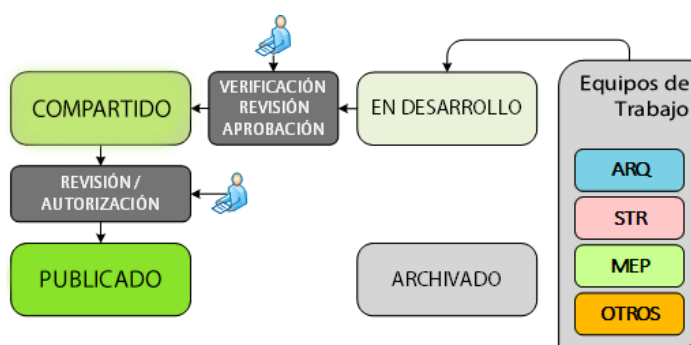 VERIFICACIÓN
REVISIÓN
APROBACIÓN
COMPARTIDO
EN DESARROLLO
Equipos de
Trabajo
REVISIÓN /
AUTORIZACIÓN
ARQ
STR
MEP
OTROS
PUBLICADO
ARCHIVADO